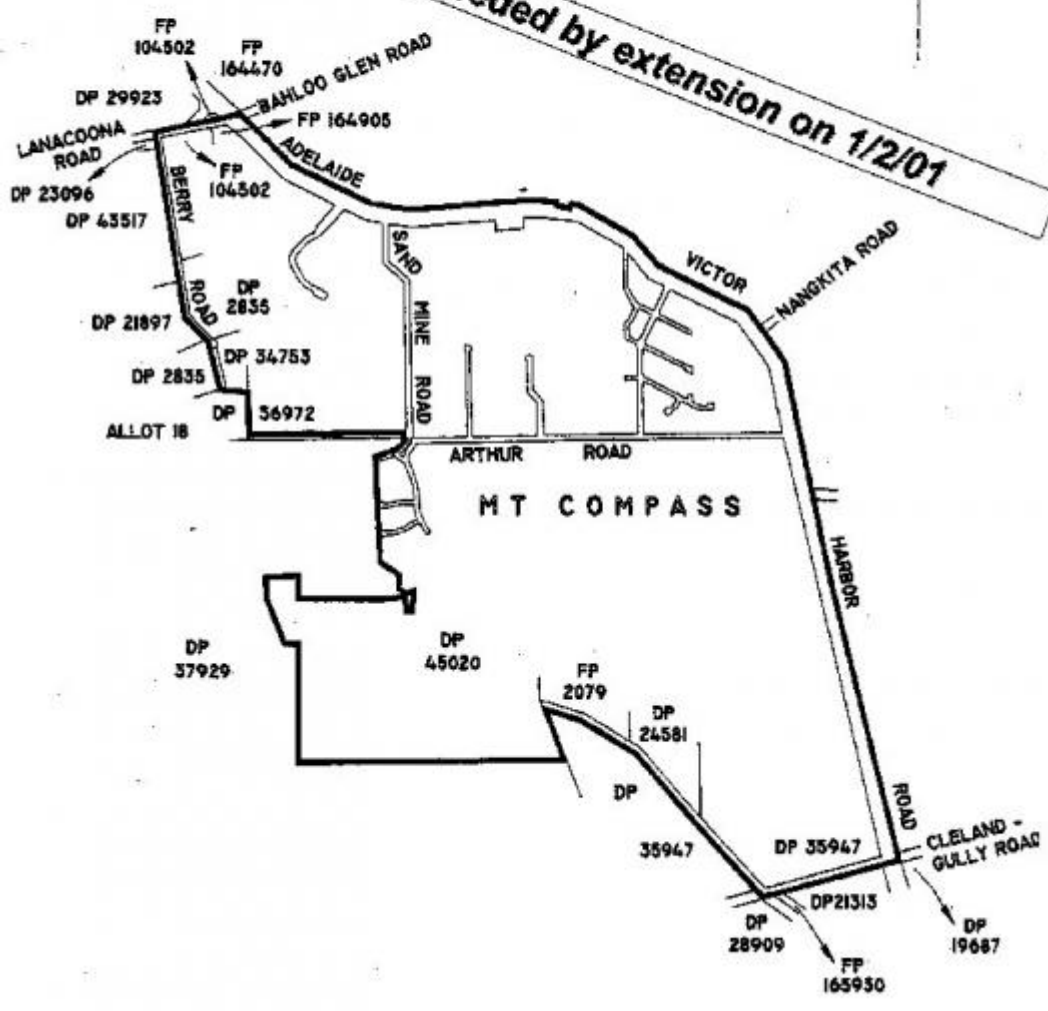 eded by extension on 1/2/01
FP
104502
FP
164470
BAHLOO GLEN ROAD
DP 29923
FP 164905
LANACOONA
ROAD
ADELAIDE
FP
104502
DP 23096
BERRY
ROAD
DP 43517
SAND
MINE
ROAD
VICTOR
NANGKITA ROAD
DP
2835
DP 21897
DP 34753
DP 2835
DP 36972
ALLOT 18
ARTHUR ROAD
MT COMPASS
HARBOR
ROAD
DP
37929
DP
45020
FP
2079
DP
24581
DP
35947
DP 35947
CLELAND -
GULLY ROAD
DP21313
DP
28909
DP
19687
FP
165930